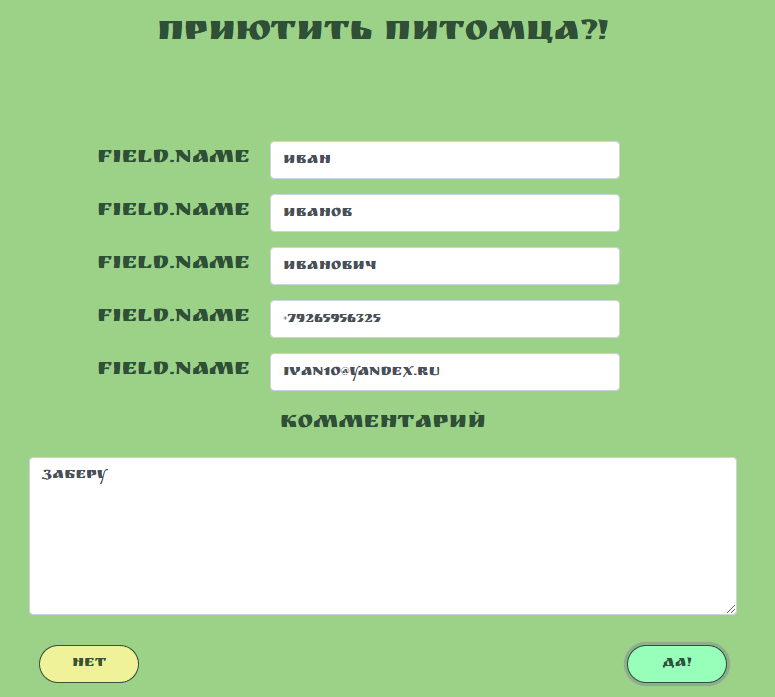 ПРИЮТИТЬ ПИТОМЦА?!
FIELD.NAME ИВАН
FIELD.NAME ИВАНОВ
FIELD.NAME ИВАНОВИЧ
FIELD.NAME +79265956325
FIELD.NAME IVAN10@YANDEX.RU
КОММЕНТАРИЙ
ЗАБЕРУ
НЕТ ДА!